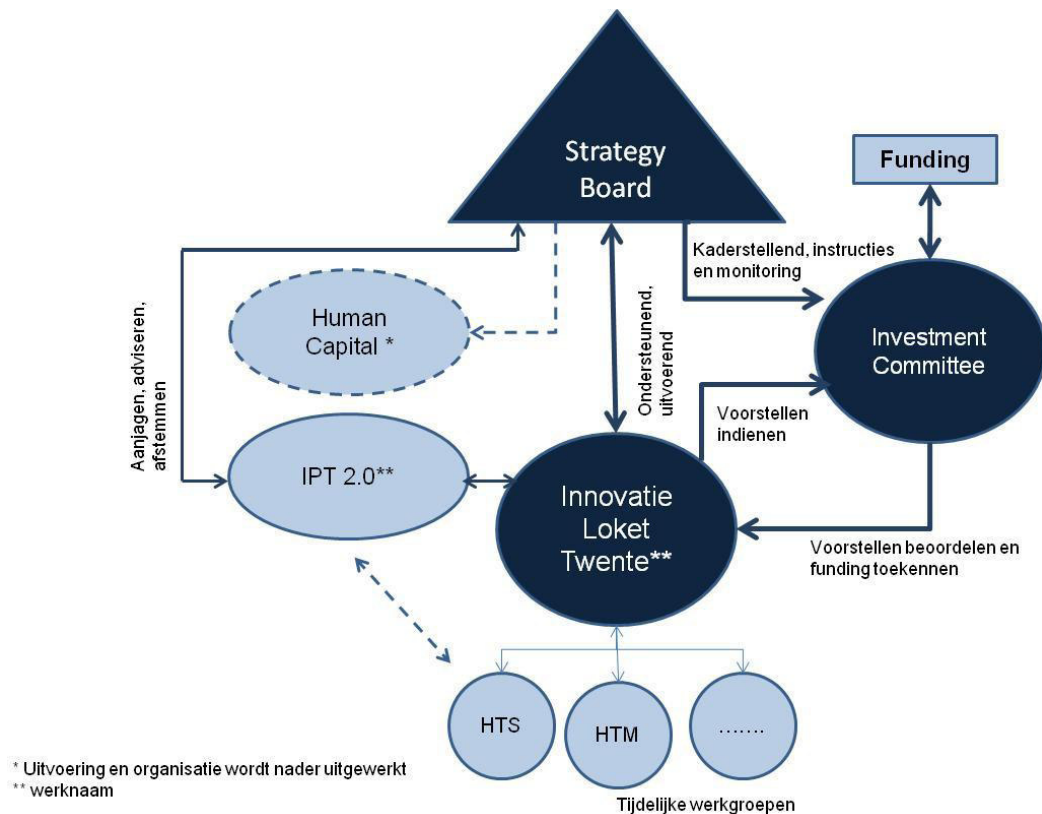 Strategy
Board
Funding
Kaderstellend, instructies
en monitoring
Human
Capital *
Investment
Committee
Aanjagen, adviseren,
afstemmen
Ondersteunend,
uitvoerend
Voorstellen
indienen
IPT 2.0**
Innovatie
Loket
Twente**
Voorstellen beoordelen en
funding toekennen
HTS
HTM
.......
* Uitvoering en organisatie wordt nader uitgewerkt
** werknaam
Tijdelijke werkgroepen